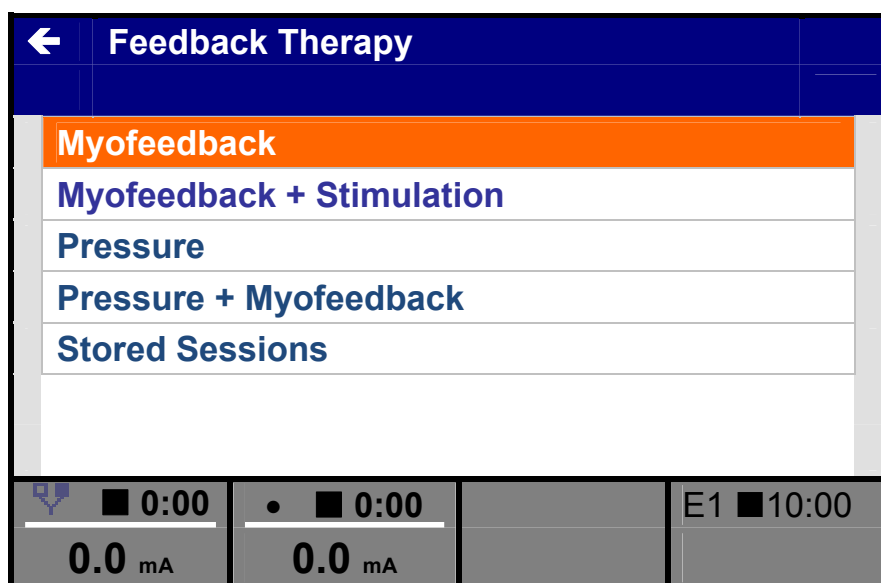 Feedback Therapy
Myofeedback
Myofeedback + Stimulation
Pressure
Pressure + Myofeedback
Stored Sessions
0:00 0:00 E1 10:00
0.0 mA 0.0 mA